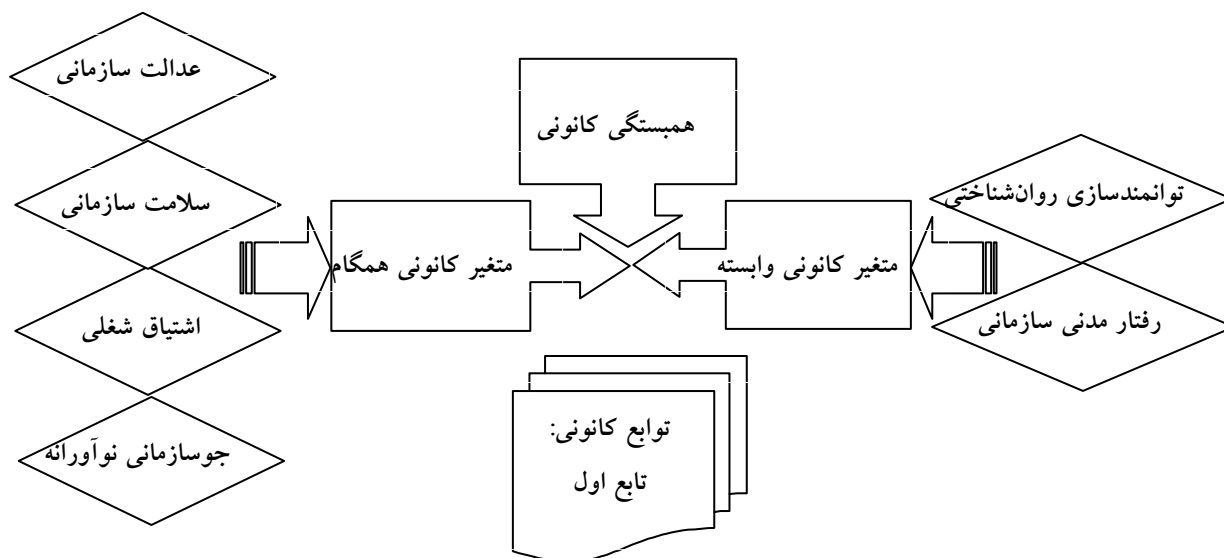 عدالت سازمانی
سلامت سازمانی
اشتیاق شغلی
جوسازمانی نوآورانه
متغیر کانونی همگام
همبستگی کانونی
متغیر کانونی وابسته
توانمندسازی روان‌شناختی
رفتار مدنی سازمانی
توابع کانونی:
تابع اول